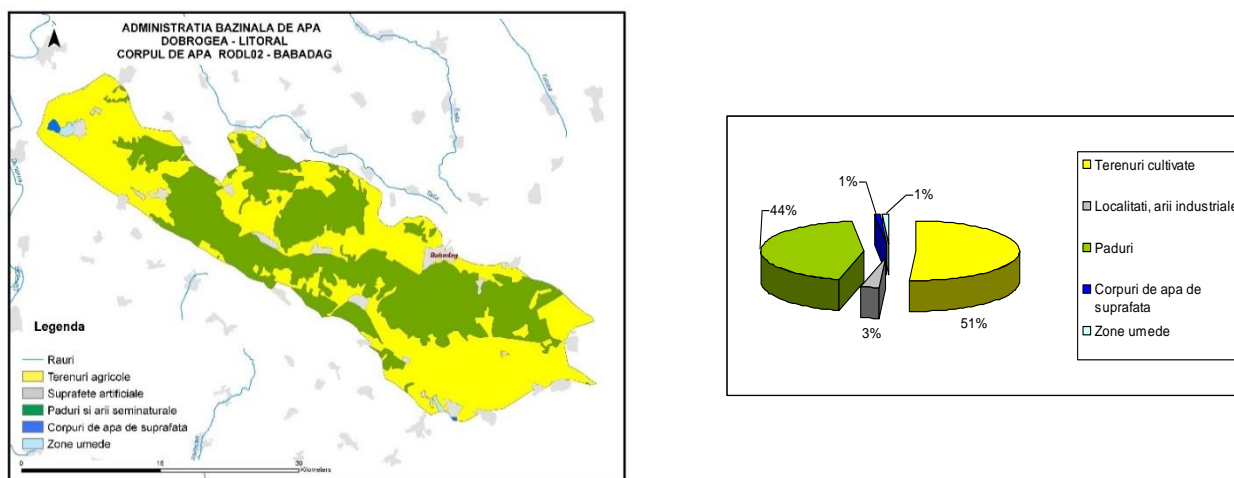 ADMINISTRATIA BAZINALA DE APA
DOBROGEA - LITORAL
CORPUL DE APA RODL02 - BABADAG
N
Taita
Babadag
Legenda
Rauri
Terenuri agricole
Suprafete artificiale
Paduri si arii seminaturale
Corpuri de apa de suprafata
Zone umede
0
15
30
Kilometers
1%
1%
44%
3%
51%
Terenuri cultivate
Localitati, arii industriale
Paduri
Corpuri de apa de
suprafata
Zone umede